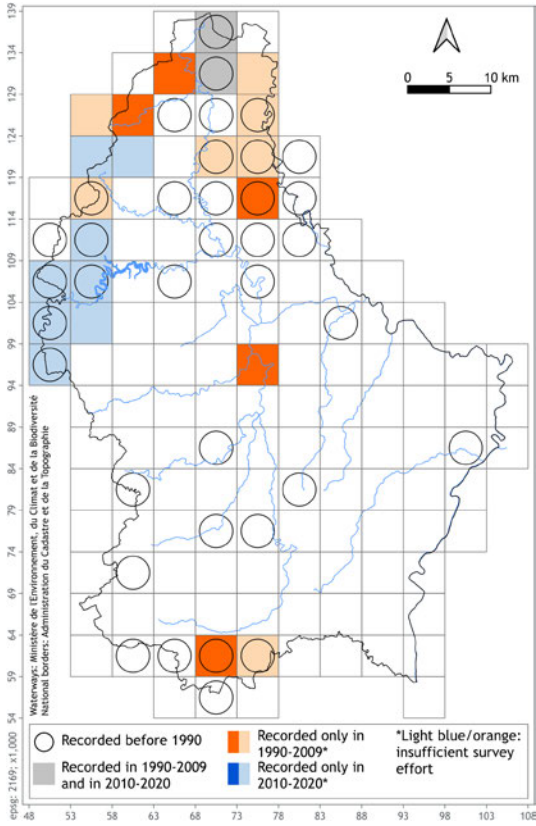 139
134
129
124
119
114
109
104
99
94
89
84
79
74
69
64
59
54
0 5 10 km
Waterways: Ministère de l'Environnement, du Climat et de la Biodiversité
National borders: Administration du Cadastre et de la Topographie
epsg: 2169; x1,000
Recorded before 1990
Recorded in 1990-2009
and in 2010-2020
Recorded only in
1990-2009*
Recorded only in
2010-2020*
*Light blue/orange:
insufficient survey
effort
48 53 58 63 68 73 78 83 88 93 98 103 108